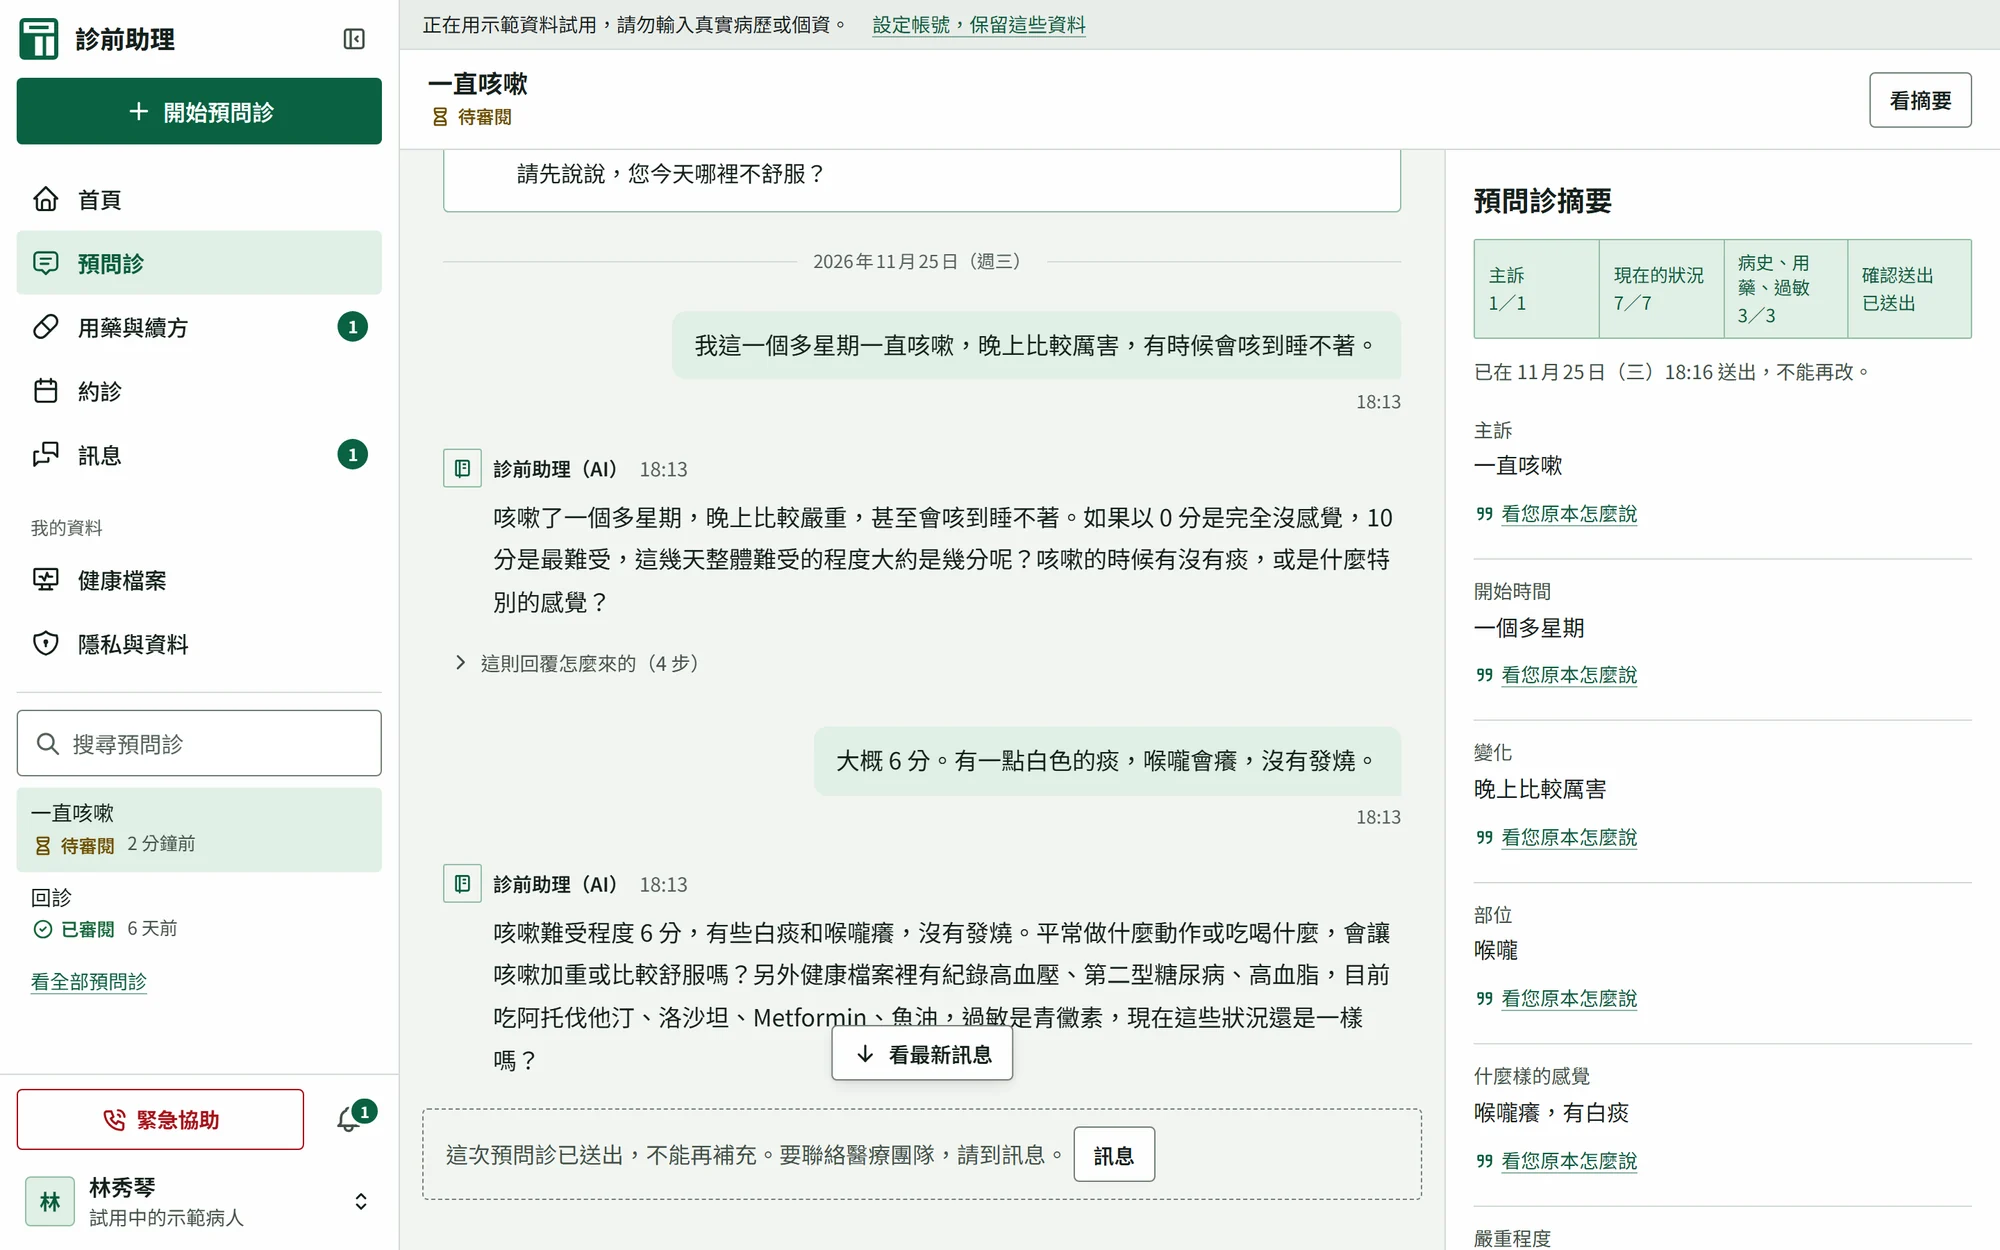 診前助理
正在用示範資料試用,請勿輸入真實病歷或個資。 設定帳號,保留這些資料
開始預問診
首頁
預問診
用藥與續方 1
約診
訊息 1
我的資料
健康檔案
隱私與資料
搜尋預問診
一直咳嗽
待審閱 2 分鐘前
回診
已審閱 6 天前
看全部預問診
緊急協助 1
林 林秀琴
試用中的示範病人
一直咳嗽
待審閱
看摘要
請先說說,您今天哪裡不舒服?
2026年11月25日(週三)
我這一個多星期一直咳嗽,晚上比較厲害,有時候會咳到睡不著。
18:13
診前助理(AI) 18:13
咳嗽了一個多星期,晚上比較嚴重,甚至會咳到睡不著。如果以 0 分是完全沒感覺,10
分是最難受,這幾天整體難受的程度大約是幾分呢?咳嗽的時候有沒有痰,或是什麼特
別的感覺?
這則回覆怎麼來的(4 步)
大概 6 分。有一點白色的痰,喉嚨會癢,沒有發燒。
18:13
診前助理(AI) 18:13
咳嗽難受程度 6 分,有些白痰和喉嚨癢,沒有發燒。平常做什麼動作或吃喝什麼,會讓
咳嗽加重或比較舒服嗎?另外健康檔案裡有紀錄高血壓、第二型糖尿病、高血脂,目前
吃阿托伐他汀、洛沙坦、Metformin、魚油,過敏是青黴素,現在這些狀況還是一樣
嗎?
看最新訊息
這次預問診已送出,不能再補充。要聯絡醫療團隊,請到訊息。 訊息
預問診摘要
主訴
1/1
現在的狀況
7/7
病史、用
藥、過敏
3/3
確認送出
已送出
已在 11月25日(三)18:16 送出,不能再改。
主訴
一直咳嗽
看您原本怎麼說
開始時間
一個多星期
看您原本怎麼說
變化
晚上比較厲害
看您原本怎麼說
部位
喉嚨
看您原本怎麼說
什麼樣的感覺
喉嚨癢,有白痰
看您原本怎麼說
嚴重程度